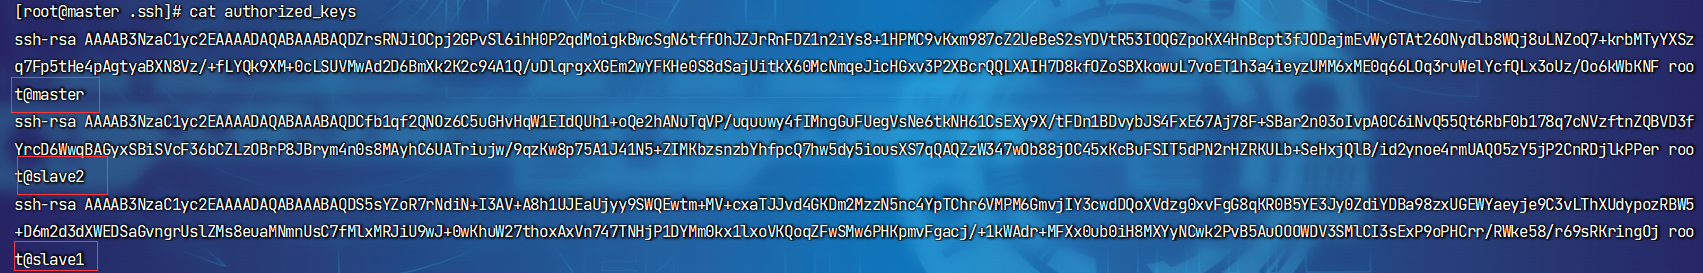 [root@master .ssh]# cat authorized_keys
ssh-rsa AAAAB3NzaC1yc2EAAAADAQABAAABAQDZrsRNJiOCpj2GPvSl6ihH0P2qdMoigkBwcSgN6tffOhJZJrRnFDZ1n2iYs8+1HPMC9vKxm987cZ2UeBeS2sYDVtR53IOQGZpoKX4HnBcpt3fJODajmEvWyGTAt26ONydlb8WQj8uLNZoQ7+krbMTyYXSz
q7Fp5tHe4pAgtyaBXN8Vz/+fLYQk9XM+0cLSUVMwAd2D6BmXk2K2c94A1Q/uDlqrgxXGEm2wYFKHe0S8dSajUitkX60McNmqeJicHGxv3P2XBcrQQLXAIH7D8kfOZoSBXkowuL7voET1h3a4ieyzUMM6xME0q66LOq3ruWelYcfQLx3oUz/Oo6kWbKNF roo
t@master
ssh-rsa AAAAB3NzaC1yc2EAAAADAQABAAABAQDCfb1qf2QNOz6C5uGHvHqW1EIdQUh1+oQe2hANuTqVP/uquuwy4fIMngGuFUegVsNe6tkNH61CsEXy9X/tFDn1BDvybJS4FxE67Aj78F+SBar2n03oIvpA0C6iNvQ55Qt6RbF0b178q7cNVzftnZQBVD3f
YrcD6WwqBAGyxSBiSVcF36bCZLzOBrP8JBrym4n0s8MAyhC6UATriujw/9qzKw8p75A1J41N5+ZIMKbzsnzbYhfpcQ7hw5dy5iousXS7qQAQZzW347wOb88jOC45xKcBuFSIT5dPN2rHZRKULb+SeHxjQlB/id2ynoe4rmUAQO5zY5jP2CnRDjlkPPer roo
t@slave2
ssh-rsa AAAAB3NzaC1yc2EAAAADAQABAAABAQDS5sYZoR7rNdiN+I3AV+A8h1UJEaUjyy9SWQEwtm+MV+cxaTJJvd4GKDm2MzzN5nc4YpTChr6VMPM6GmvjIY3cwdDQoXVdzg0xvFgG8qKR0B5YE3Jy0ZdiYDBa98zxUGEWYaeyje9C3vLThXUdypozRBW5
+D6m2d3dXWEDSaGvngrUslZMs8euaMNmnUsC7fMlxMRJiU9wJ+0wKhuW27thoxAxVn747TNHjP1DYMm0kx1lxoVKQoqZFwSMw6PHKpmvFgacj/+1kWAdr+MFXx0ub0iH8MXYyNCWk2PvB5AuOOOWDV3SMlCI3sExP9oPHCrr/RWke58/r69sRKringOj roo
t@slave1